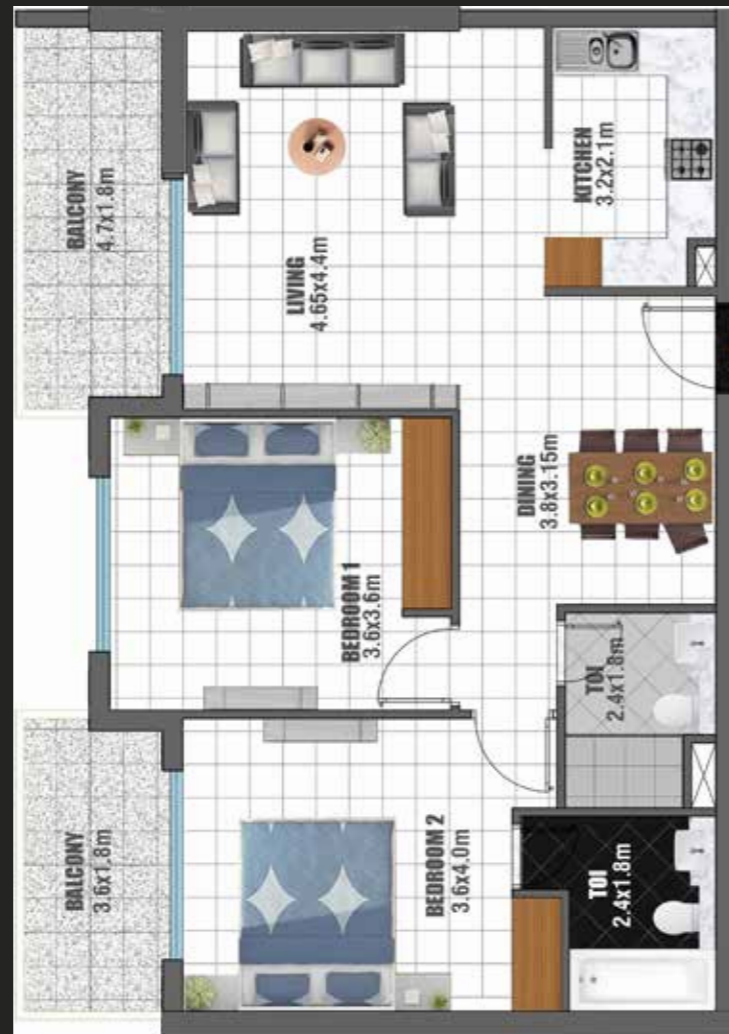 BALCONY
4.7x1.8m
LIVING
4.65x4.4m
KITCHEN
3.2x2.1m
DINING
3.8x3.15m
BEDROOM 1
3.6x3.6m
TOI
2.4x1.8m
BALCONY
3.6x1.8m
BEDROOM 2
3.6x4.0m
TOI
2.4x1.8m